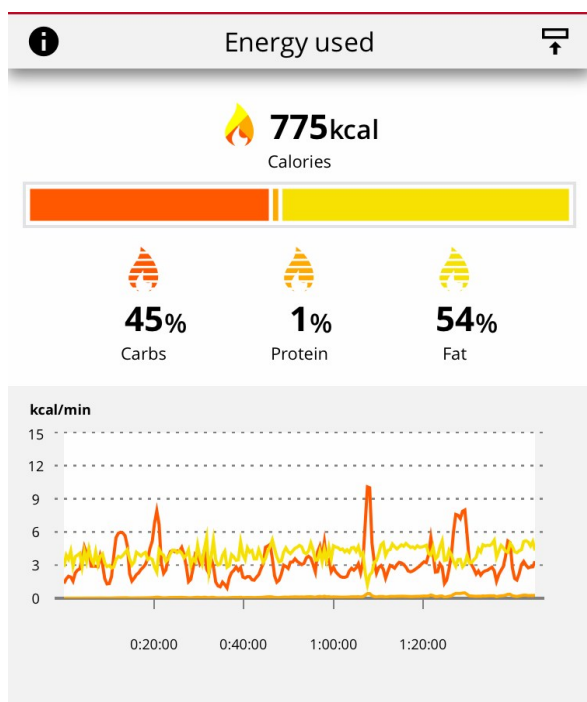 Energy used
775kcal
Calories
45% 1% 54%
Carbs Protein Fat
kcal/min
15
12
9
6
3
0
0:20:00 0:40:00 1:00:00 1:20:00